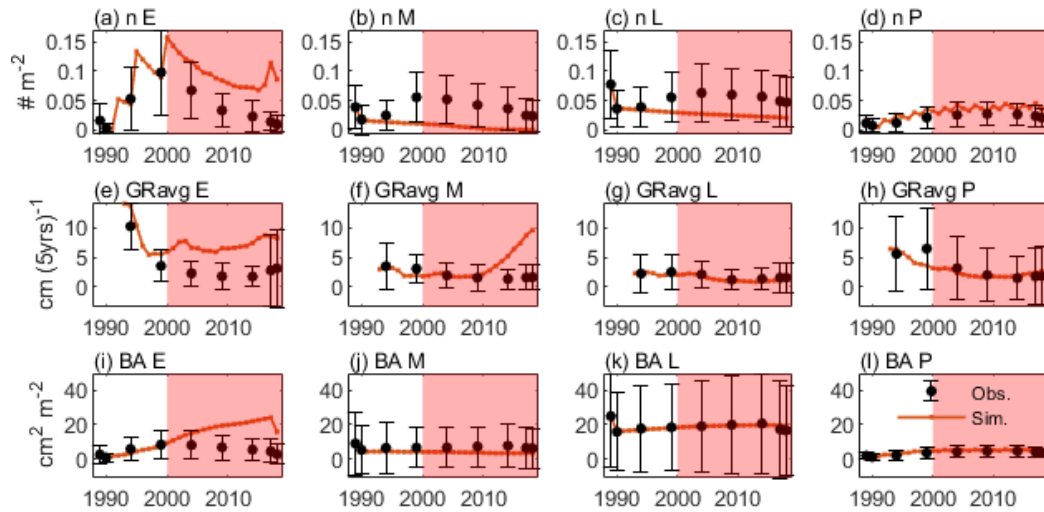 (a) n E (b) n M (c) n L (d) n P
# m-2
0.15 0.15 0.15 0.15
0.1 0.1 0.1 0.1
0.05 0.05 0.05 0.05
0 0 0 0
1990 2000 2010 1990 2000 2010 1990 2000 2010 1990 2000 2010
(e) GRavg E (f) GRavg M (g) GRavg L (h) GRavg P
cm (5yrs)-1
10 10 10 10
5 5 5 5
0 0 0 0
1990 2000 2010 1990 2000 2010 1990 2000 2010 1990 2000 2010
(i) BA E (j) BA M (k) BA L (l) BA P
cm2 m-2
40 40 40 40
Obs.
20 20 20 20
Sim.
0 0 0 0
1990 2000 2010 1990 2000 2010 1990 2000 2010 1990 2000 2010